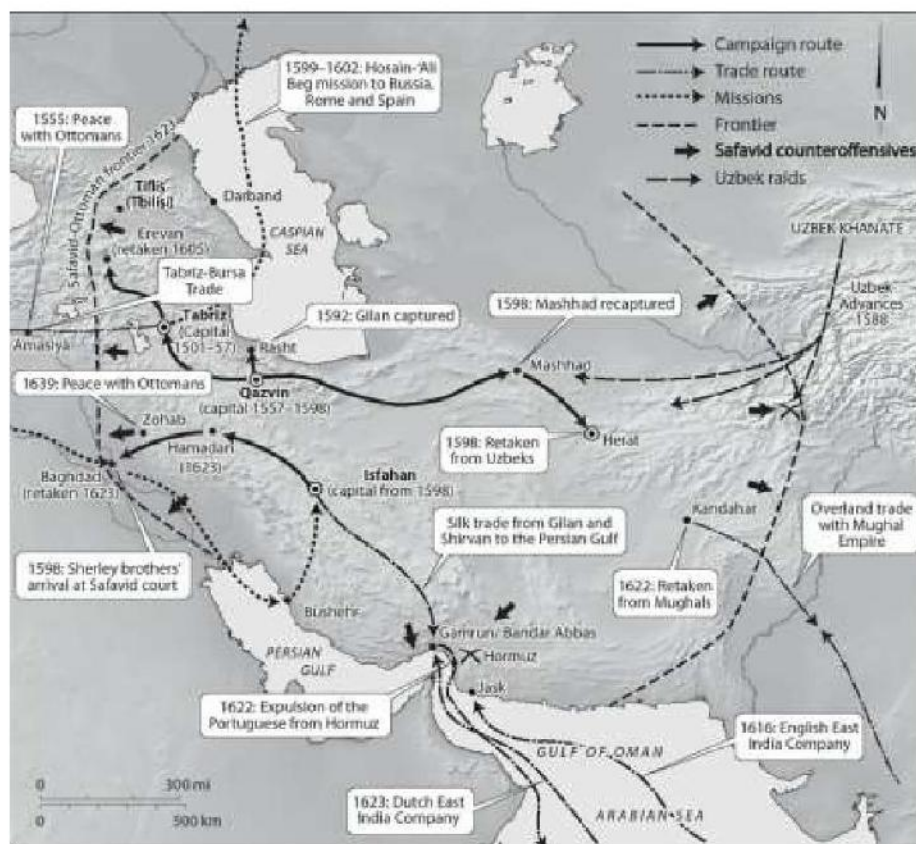 1599–1602: Hosain-‘Ali
Beg mission to Russia,
Rome and Spain
Campaign route
Trade route
Missions
Frontier
Safavid counteroffensives
Uzbek raids
N
1555: Peace
with Ottomans
Safavid-Ottoman frontier 1623
Tiflis
(Tbilisi)
Darband
CASPIAN
SEA
Erevan
(retaken 1605)
UZBEK KHANATE
Tabriz-Bursa
Trade
Uzbek
Advances
1588
1598: Mashhad recaptured
1592: Gilan captured
Tabriz
(Capital
1501–57)
Amasiya
Rasht
Mashhad
1639: Peace with Ottomans
Qazvin
(capital 1557–1598)
Zohab
Hamadan
(1623)
1598: Retaken
from Uzbeks
Herat
Baghdad
(retaken 1623)
Isfahan
(capital from 1598)
Kandahar
Overland trade
with Mughal
Empire
Silk trade from Gilan and
Shirvan to the Persian Gulf
1598: Sherley brothers’
arrival at Safavid court
1622: Retaken
from Mughals
Bushehr
Gamrun/ Bandar Abbas
PERSIAN
GULF
Hormuz
Jask
1622: Expulsion of the
Portuguese from Hormuz
1616: English East
India Company
GULF OF OMAN
0 300 mi
0 500 km
1623: Dutch East
India Company
ARABIAN SEA